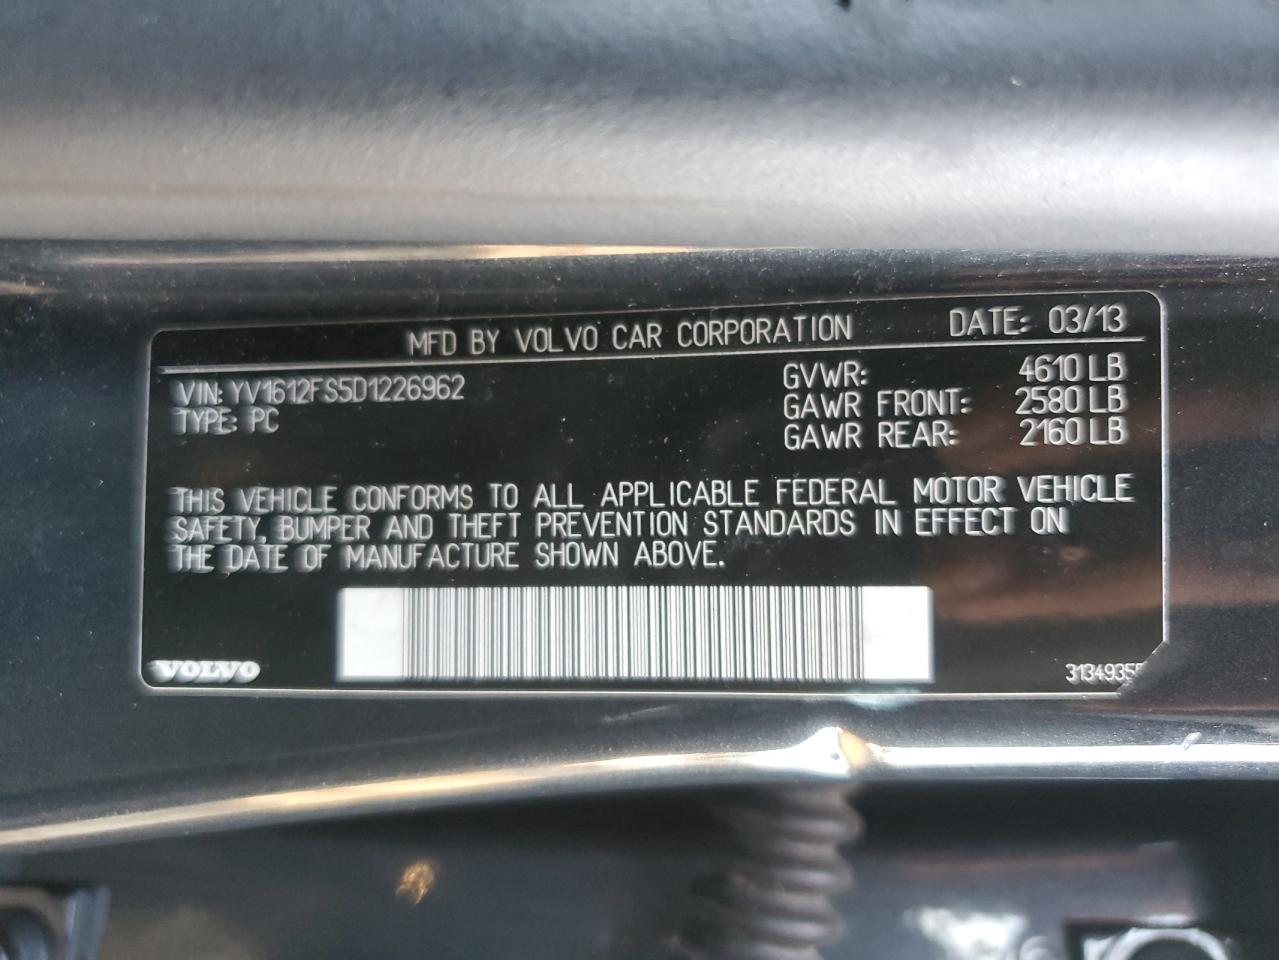 MFD BY VOLVO CAR CORPORATION DATE: 03/13
VIN: YV1612FS5D1226962 GVWR: 4610 LB
TYPE: PC GAWR FRONT: 2580 LB
GAWR REAR: 2160 LB
THIS VEHICLE CONFORMS TO ALL APPLICABLE FEDERAL MOTOR VEHICLE
SAFETY, BUMPER AND THEFT PREVENTION STANDARDS IN EFFECT ON
THE DATE OF MANUFACTURE SHOWN ABOVE.
VOLVO